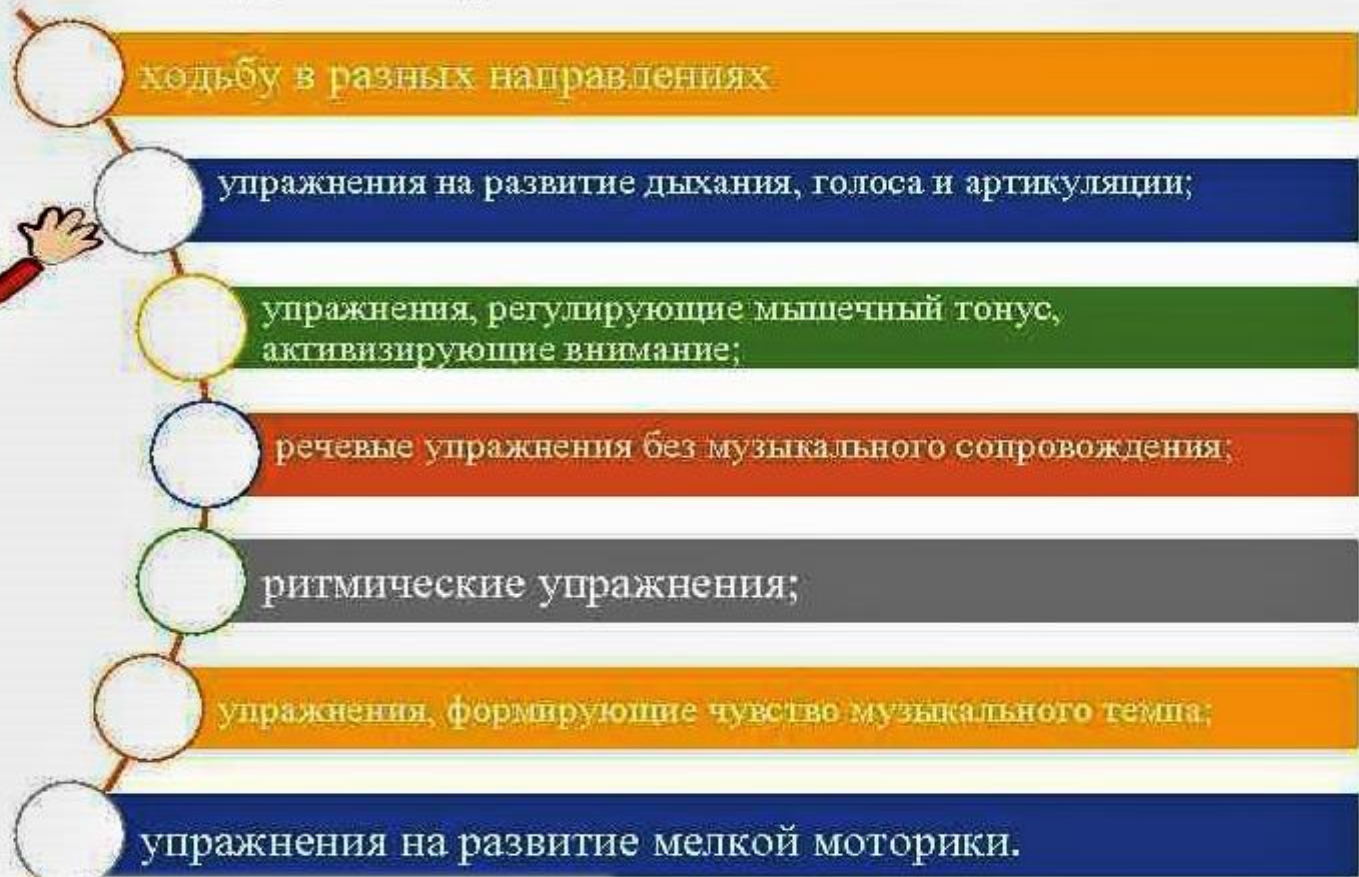 ходьбу в разных направлениях
упражнения на развитие дыхания, голоса и артикуляции;
упражнения, регулирующие мышечный тонус,
активизирующие внимание;
речевые упражнения без музыкального сопровождения;
ритмические упражнения;
упражнения, формирующие чувство музыкального темпа;
упражнения на развитие мелкой моторики.